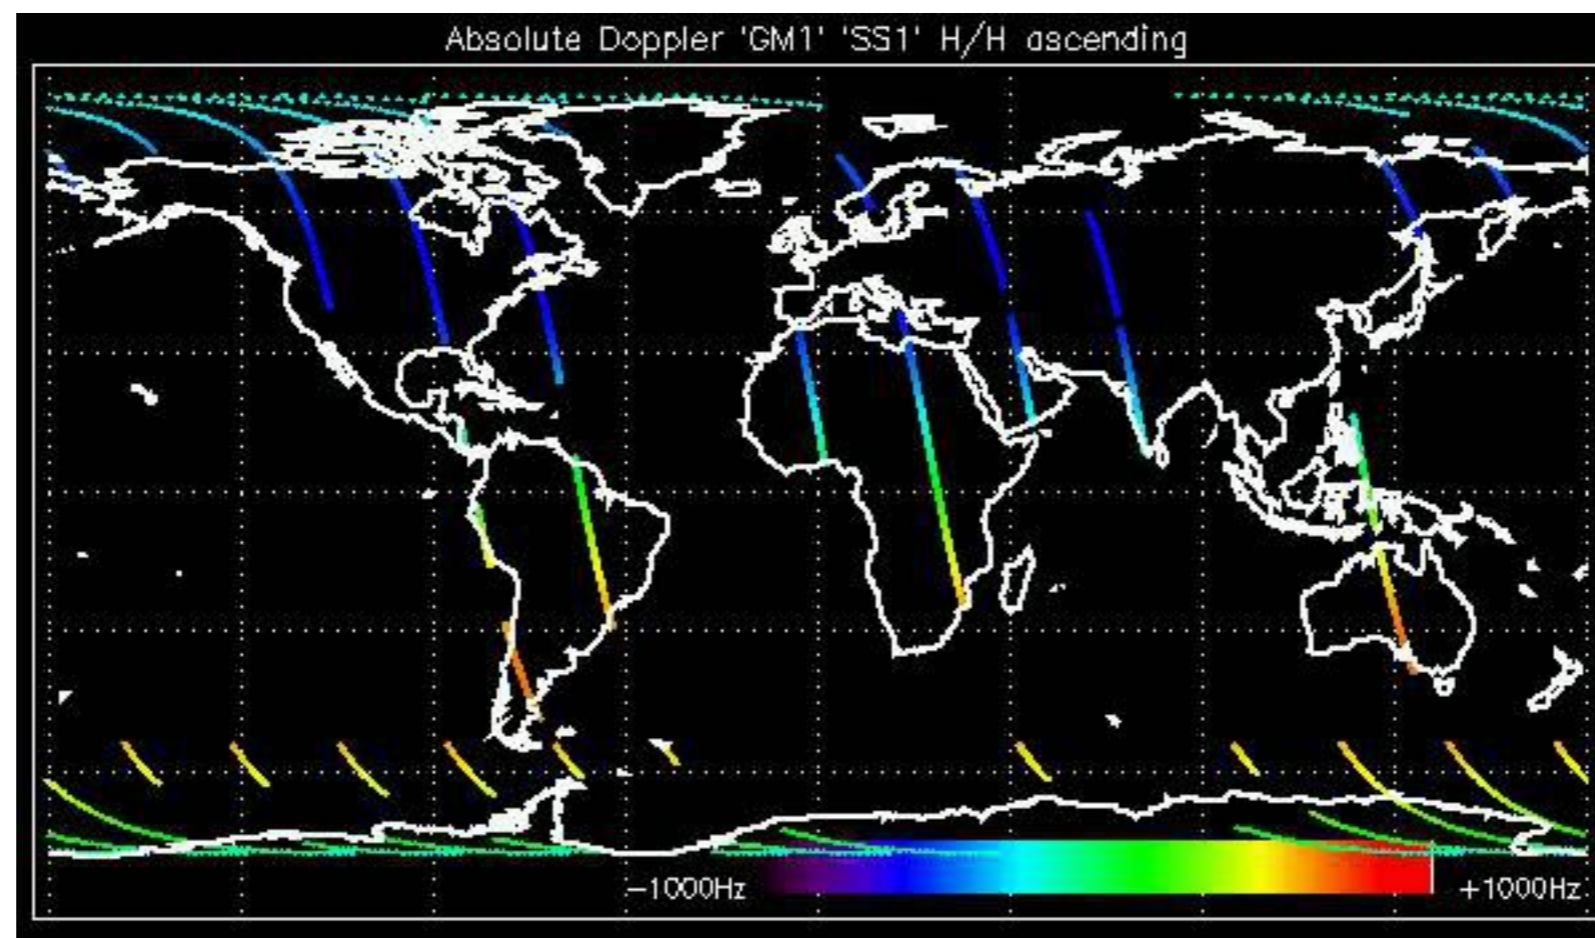 Absolute Doppler 'GM1' 'SS1' H/H ascending
−1000Hz
+1000Hz